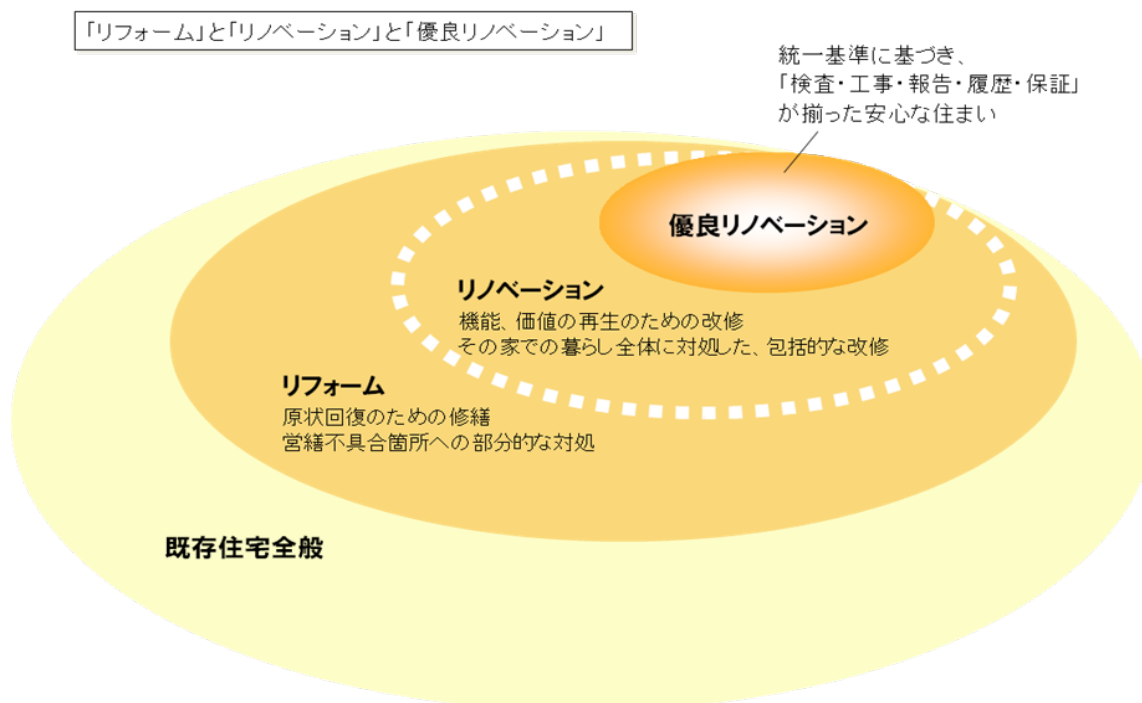 「リフォーム」と「リノベーション」と「優良リノベーション」
統一基準に基づき、
「検査・工事・報告・履歴・保証」
が揃った安心な住まい
優良リノベーション
リノベーション
機能、価値の再生のための改修
その家での暮らし全体に対処した、包括的な改修
リフォーム
原状回復のための修繕
営繕不具合箇所への部分的な対処
既存住宅全般